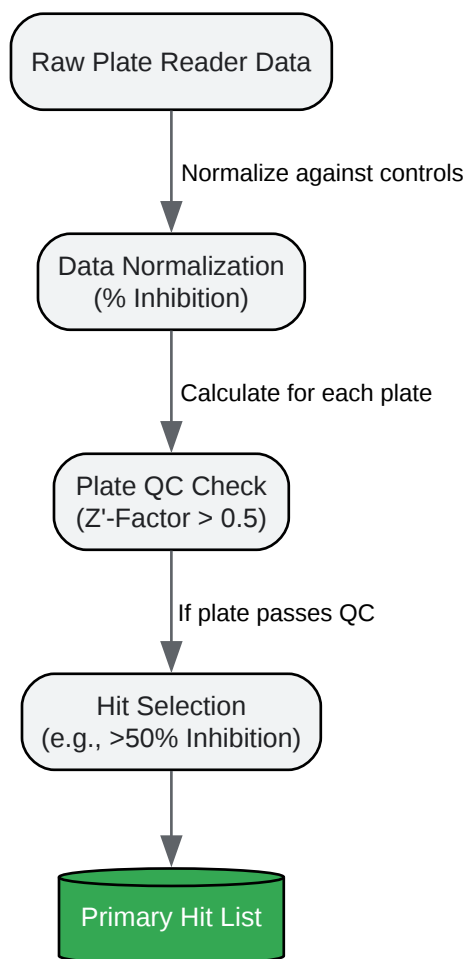 Raw Plate Reader Data
Normalize against controls
Data Normalization
(% Inhibition)
Calculate for each plate
Plate QC Check
(Z'-Factor > 0.5)
If plate passes QC
Hit Selection
(e.g., >50% Inhibition)
Primary Hit List